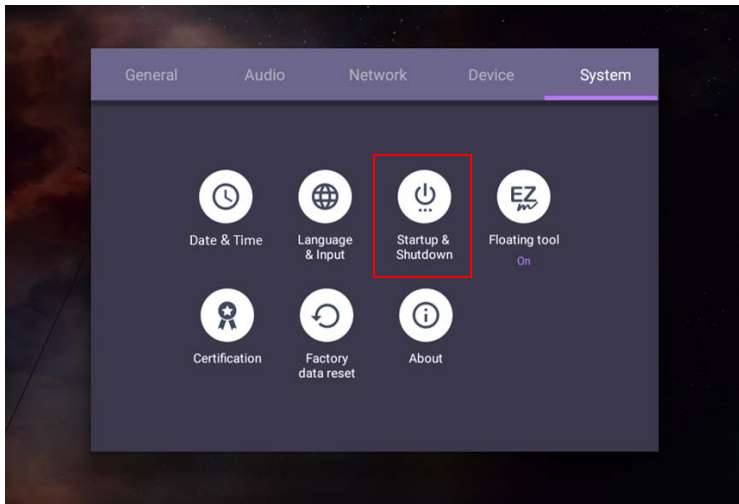 General Audio Network Device System
EZ
Date & Time
Language
& Input
Startup &
Shutdown
Floating tool
On
Certification
Factory
data reset
About